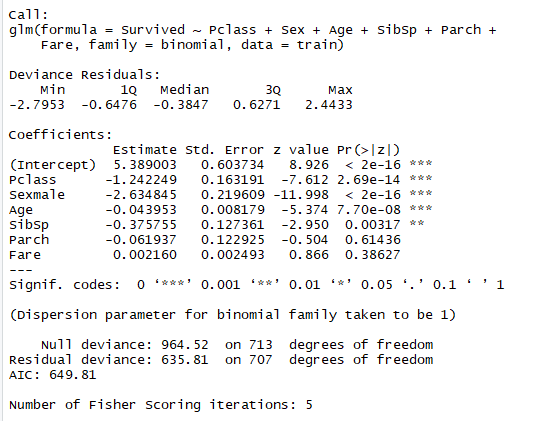 Call:
glm(formula = Survived ~ Pclass + Sex + Age + SibSp + Parch +
    Fare, family = binomial, data = train)

Deviance Residuals:
    Min       1Q   Median       3Q      Max
-2.7953  -0.6476  -0.3847   0.6271   2.4433

Coefficients:
             Estimate Std. Error z value Pr(>|z|)
(Intercept)  5.389003   0.603734   8.926  < 2e-16 ***
Pclass      -1.242249   0.163191  -7.612 2.69e-14 ***
Sexmale     -2.634845   0.219609 -11.998  < 2e-16 ***
Age         -0.043953   0.008179  -5.374 7.70e-08 ***
SibSp       -0.375755   0.127361  -2.950  0.00317 **
Parch       -0.061937   0.122925  -0.504  0.61436
Fare         0.002160   0.002493   0.866  0.38627
---
Signif. codes:  0 ‘***’ 0.001 ‘**’ 0.01 ‘*’ 0.05 ‘.’ 0.1 ‘ ’ 1

(Dispersion parameter for binomial family taken to be 1)

    Null deviance: 964.52  on 713  degrees of freedom
Residual deviance: 635.81  on 707  degrees of freedom
AIC: 649.81

Number of Fisher Scoring iterations: 5